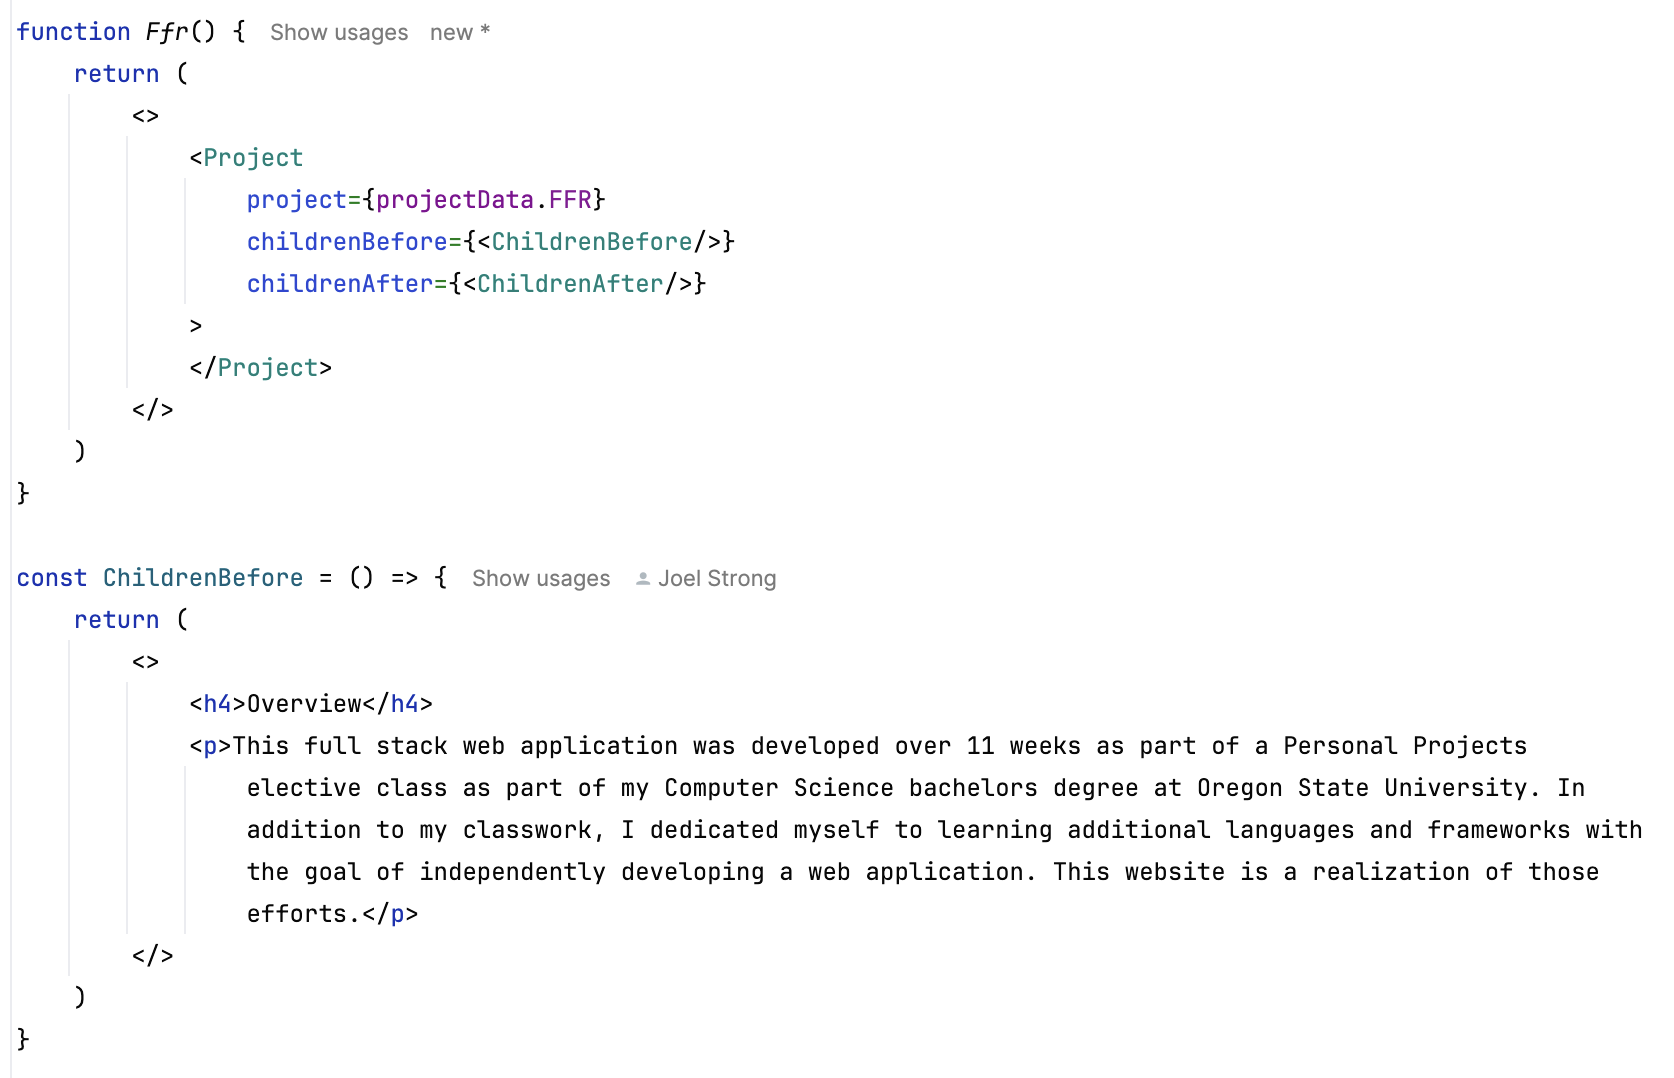 function Ffr() { Show usages new *
return (
<>
<Project
project={projectData.FFR}
childrenBefore={<ChildrenBefore/>}
childrenAfter={<ChildrenAfter/>}
>
</Project>
</>
)
}
const ChildrenBefore = () => { Show usages Joel Strong
return (
<>
<h4>Overview</h4>
<p>This full stack web application was developed over 11 weeks as part of a Personal Projects
elective class as part of my Computer Science bachelors degree at Oregon State University. In
addition to my classwork, I dedicated myself to learning additional languages and frameworks with
the goal of independently developing a web application. This website is a realization of those
efforts.</p>
</>
)
}